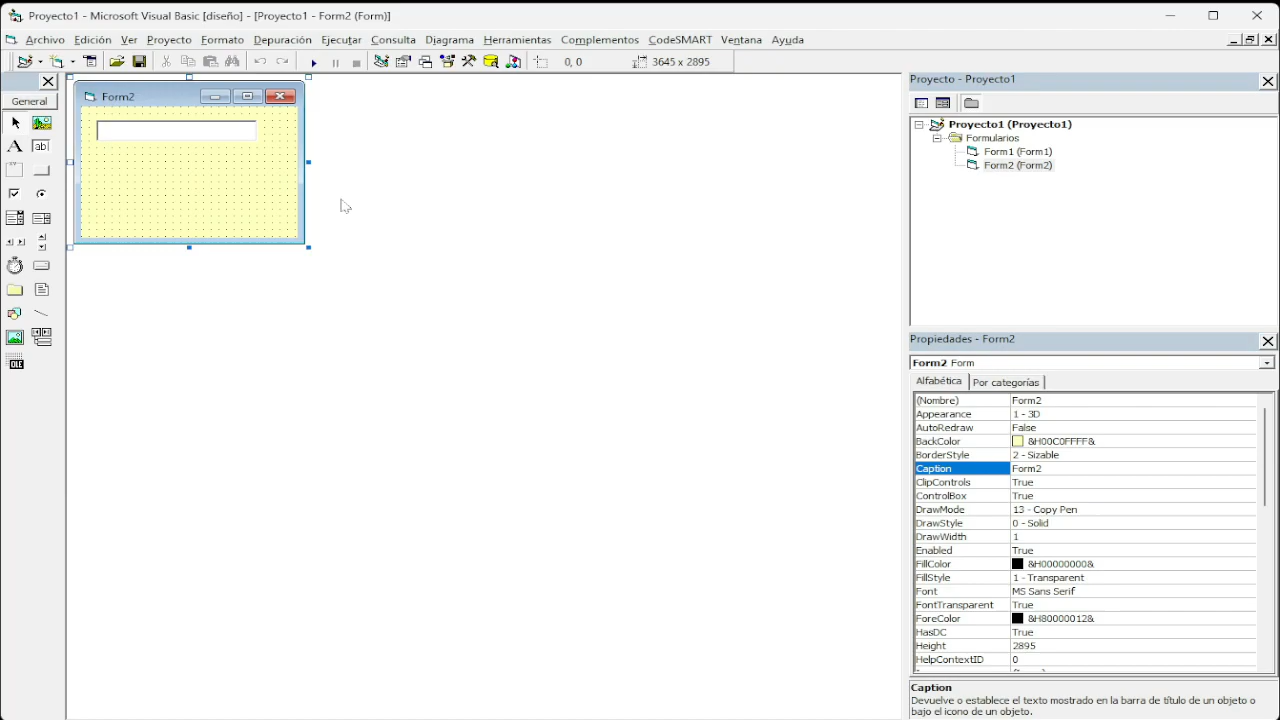 Proyecto1 - Microsoft Visual Basic [diseño] - [Proyecto1 - Form2 (Form)]
Archivo Edición Ver Proyecto Formato Depuración Ejecutar Consulta Diagrama Herramientas Complementos CodeSMART Ventana Ayuda
0, 0 3645 x 2895
General
A
ab
OLE
Form2
Proyecto - Proyecto1
Proyecto1 (Proyecto1)
Formularios
Form1 (Form1)
Form2 (Form2)
Propiedades - Form2
Form2 Form
Alfabética Por categorías
(Nombre) Form2
Appearance 1 - 3D
AutoRedraw False
BackColor &H00C0FFFF&
BorderStyle 2 - Sizable
Caption Form2
ClipControls True
ControlBox True
DrawMode 13 - Copy Pen
DrawStyle 0 - Solid
DrawWidth 1
Enabled True
FillColor &H00000000&
FillStyle 1 - Transparent
Font MS Sans Serif
FontTransparent True
ForeColor &H80000012&
HasDC True
Height 2895
HelpContextID 0
Caption
Devuelve o establece el texto mostrado en la barra de título de un objeto o
bajo el icono de un objeto.